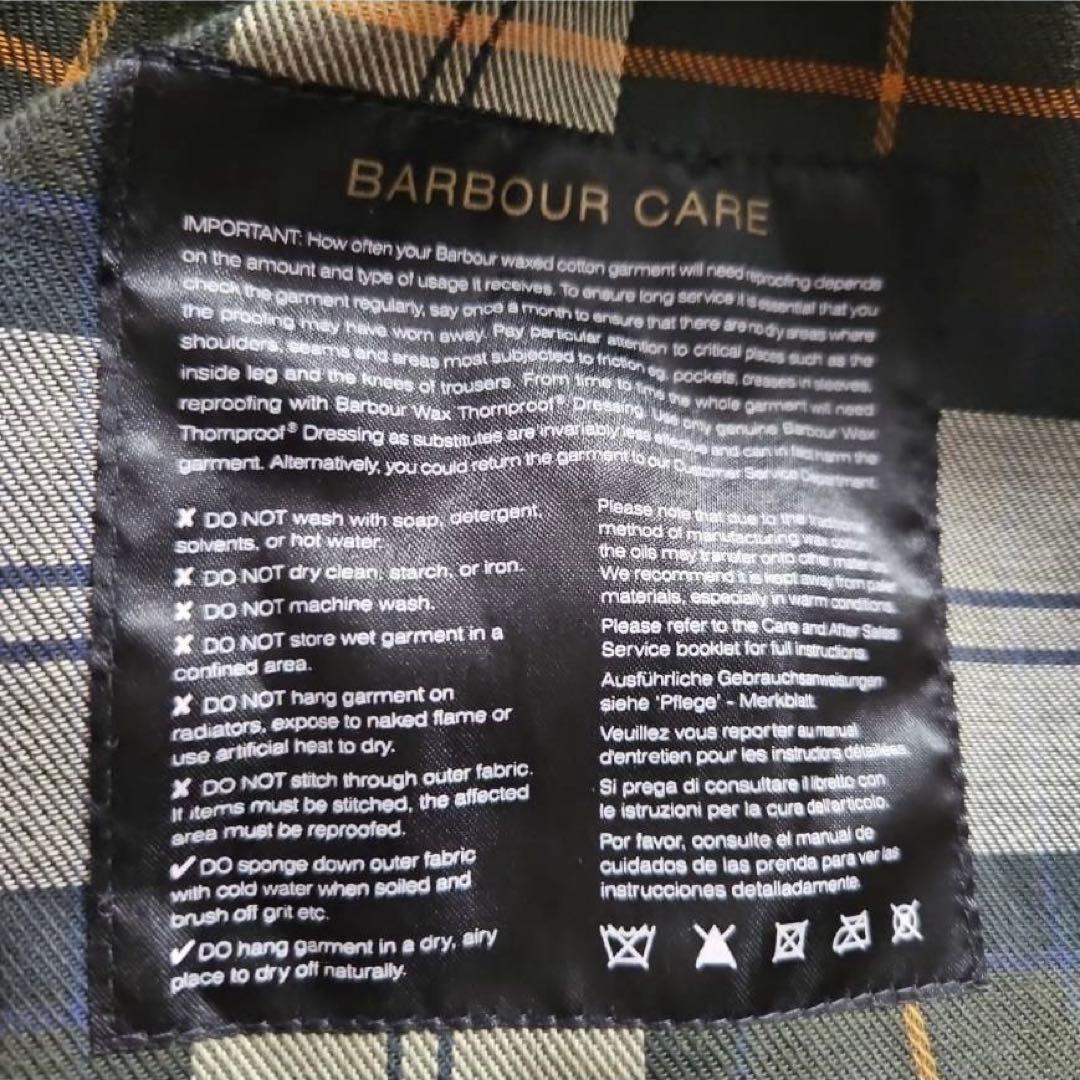 BARBOUR CARE
IMPORTANT: How often your Barbour waxed cotton garment will need reproofing depends
on the amount and type of usage it receives. To ensure long service it is essential that you
check the garment regularly, say once a month to ensure that there are no dry areas where
the proofing may have worn away. Pay particular attention to critical places such as the
shoulders, seams and areas most subjected to friction eg. pockets, creases in sleeves,
inside leg and the knees of trousers. From time to time the whole garment will need
reproofing with Barbour Wax Thornproof® Dressing. Use only genuine Barbour Wax
Thornproof® Dressing as substitutes are invariably less effective and can in fact harm the
garment. Alternatively, you could return the garment to our Customer Service Department.
✘ DO NOT wash with soap, detergent,
solvents, or hot water.
✘ DO NOT dry clean, starch, or iron.
✘ DO NOT machine wash.
✘ DO NOT store wet garment in a
confined area.
✘ DO NOT hang garment on
radiators, expose to naked flame or
use artificial heat to dry.
✘ DO NOT stitch through outer fabric.
If items must be stitched, the affected
area must be reproofed.
✔ DO sponge down outer fabric
with cold water when soiled and
brush off grit etc.
✔ DO hang garment in a dry, airy
place to dry off naturally.
Please note that due to the traditional
method of manufacturing wax cotton,
the oils may transfer onto other materials.
We recommend it is kept away from paler
materials, especially in warm conditions.
Please refer to the Care and After Sales
Service booklet for full instructions.
Ausführliche Gebrauchsanweisungen
siehe 'Pflege' - Merkblatt
Veuillez vous reporter au manual
d'entretien pour les instructions détaillées
Si prega di consultare il libretto con
le istruzioni per la cura dell'articolo.
Por favor, consulte el manual de
cuidados de las prenda para ver las
instrucciones detalladamente.